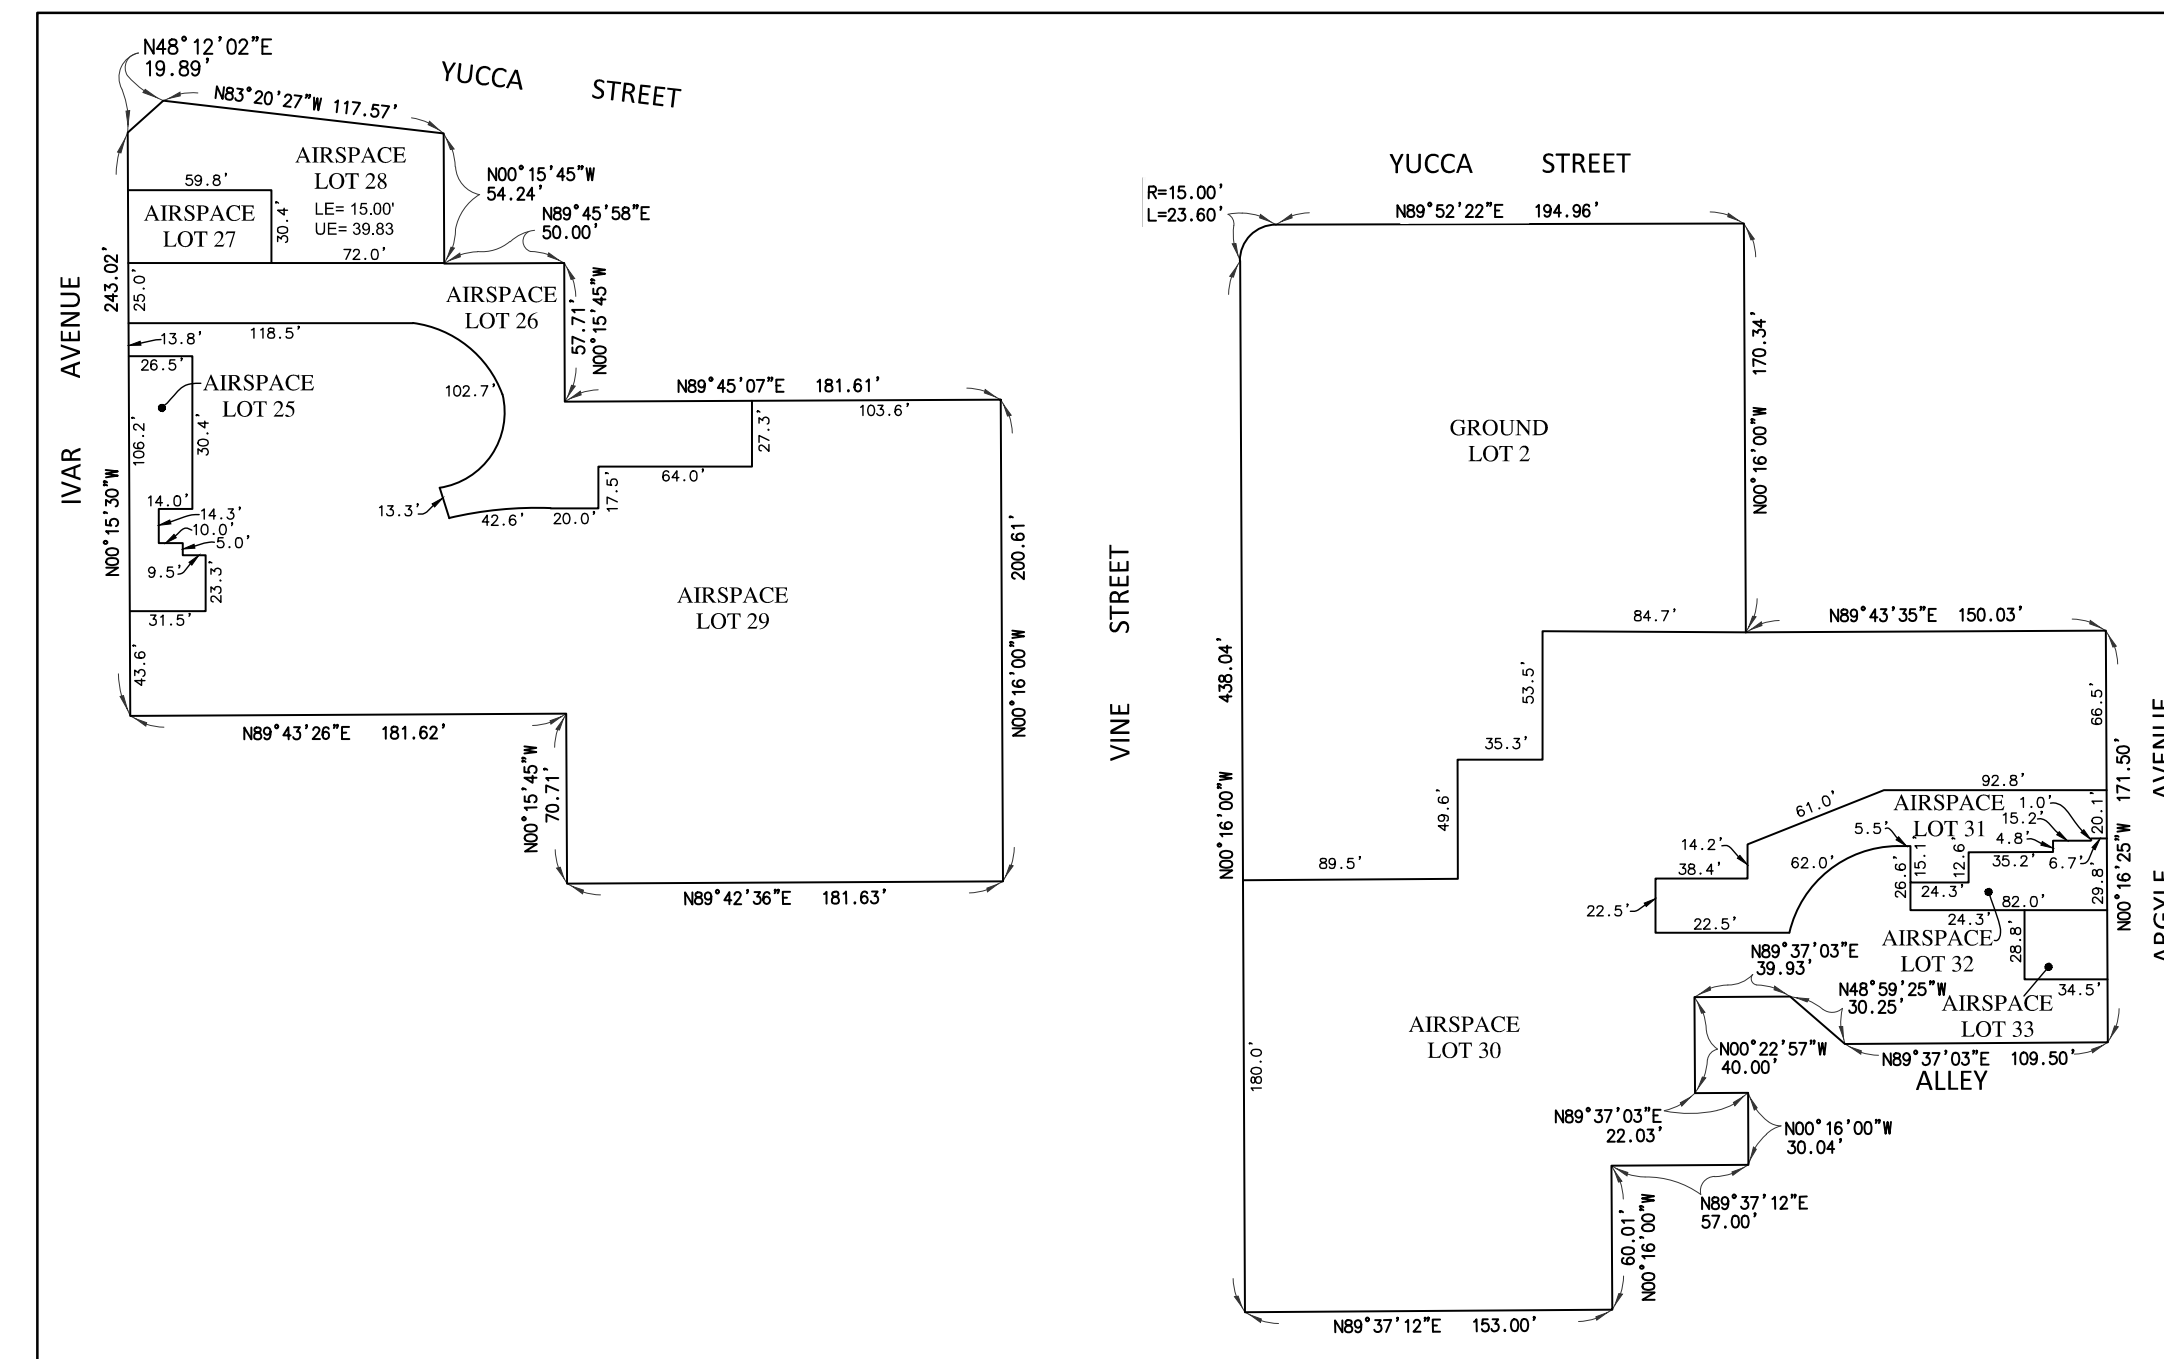 N48°12'02"E
19.89'
N83°20'27"W 117.57'
YUCCA STREET
AIRSPACE
LOT 28
LE= 15.00'
UE= 39.83
N00°15'45"W
54.24'
N89°45'58"E
50.00'
59.8'
AIRSPACE
LOT 27
30.4'
72.0'
243.02'
25.0'
AIRSPACE
LOT 26
57.71'
N00°15'45"W
IVAR AVENUE
13.8'
118.5'
26.5'
AIRSPACE
LOT 25
102.7'
106.2'
30.4'
N89°45'07"E 181.61'
103.6'
27.3'
64.0'
17.5'
13.3'
42.6'
20.0'
N00°15'30"W
14.0'
14.3'
10.0'
5.0'
9.5'
23.3'
31.5'
43.6'
AIRSPACE
LOT 29
200.61'
N00°16'00"W
N89°43'26"E 181.62'
N00°15'45"W
70.71'
N89°42'36"E 181.63'
VINE STREET
YUCCA STREET
R=15.00'
L=23.60'
N89°52'22"E 194.96'
GROUND
LOT 2
170.34'
N00°16'00"W
438.04'
N00°16'00"W
84.7'
N89°43'35"E 150.03'
53.5'
35.3'
49.6'
89.5'
66.5'
171.50'
N00°16'25"W
ARGYLE AVENUE
92.8'
61.0'
AIRSPACE
LOT 31
1.0'
15.2'
20.1'
5.5'
4.8'
14.2'
38.4'
62.0'
26.6'
15.1'
12.6'
35.2'
6.7'
24.3'
82.0'
29.8'
22.5'
22.5'
24.3'
28.8'
AIRSPACE
LOT 32
N89°37'03"E
39.93'
N48°59'25"W
30.25'
34.5'
AIRSPACE
LOT 33
AIRSPACE
LOT 30
180.0'
N00°22'57"W
40.00'
N89°37'03"E 109.50'
ALLEY
N89°37'03"E
22.03'
N00°16'00"W
30.04'
N89°37'12"E
57.00'
60.01'
N00°16'00"W
N89°37'12"E 153.00'